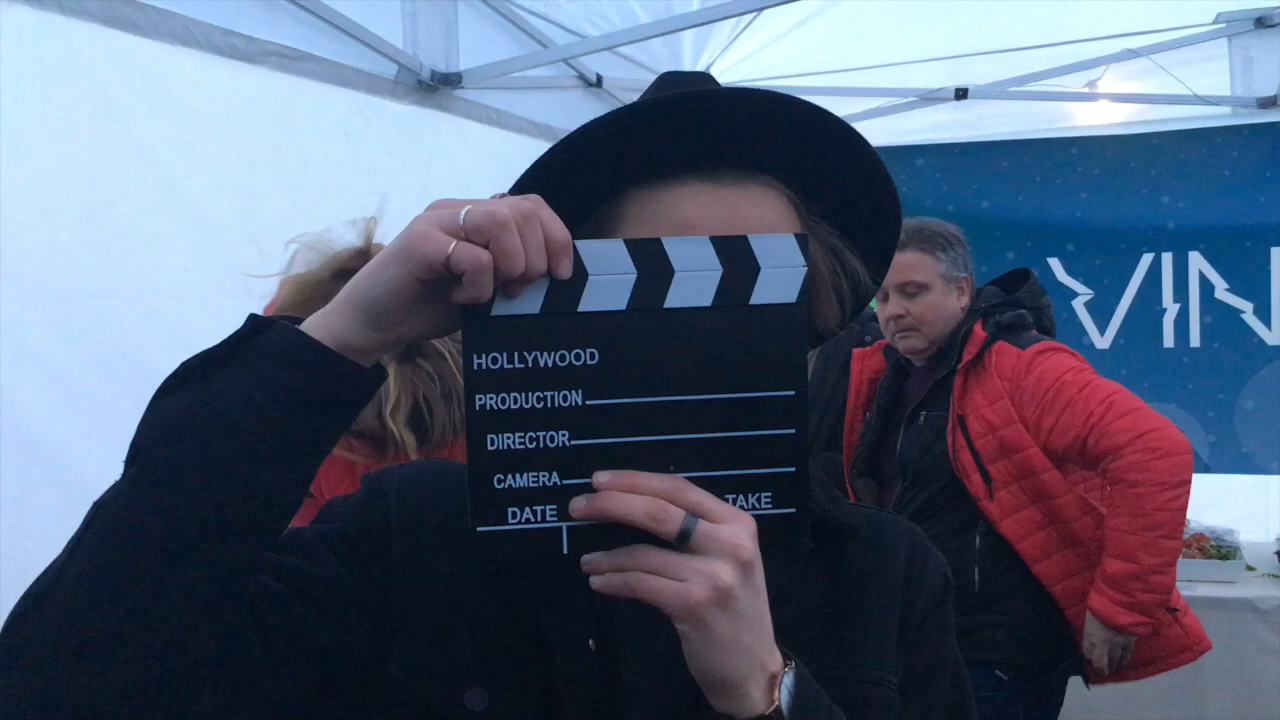 HOLLYWOOD
PRODUCTION
DIRECTOR
CAMERA
DATE TAKE
VIN